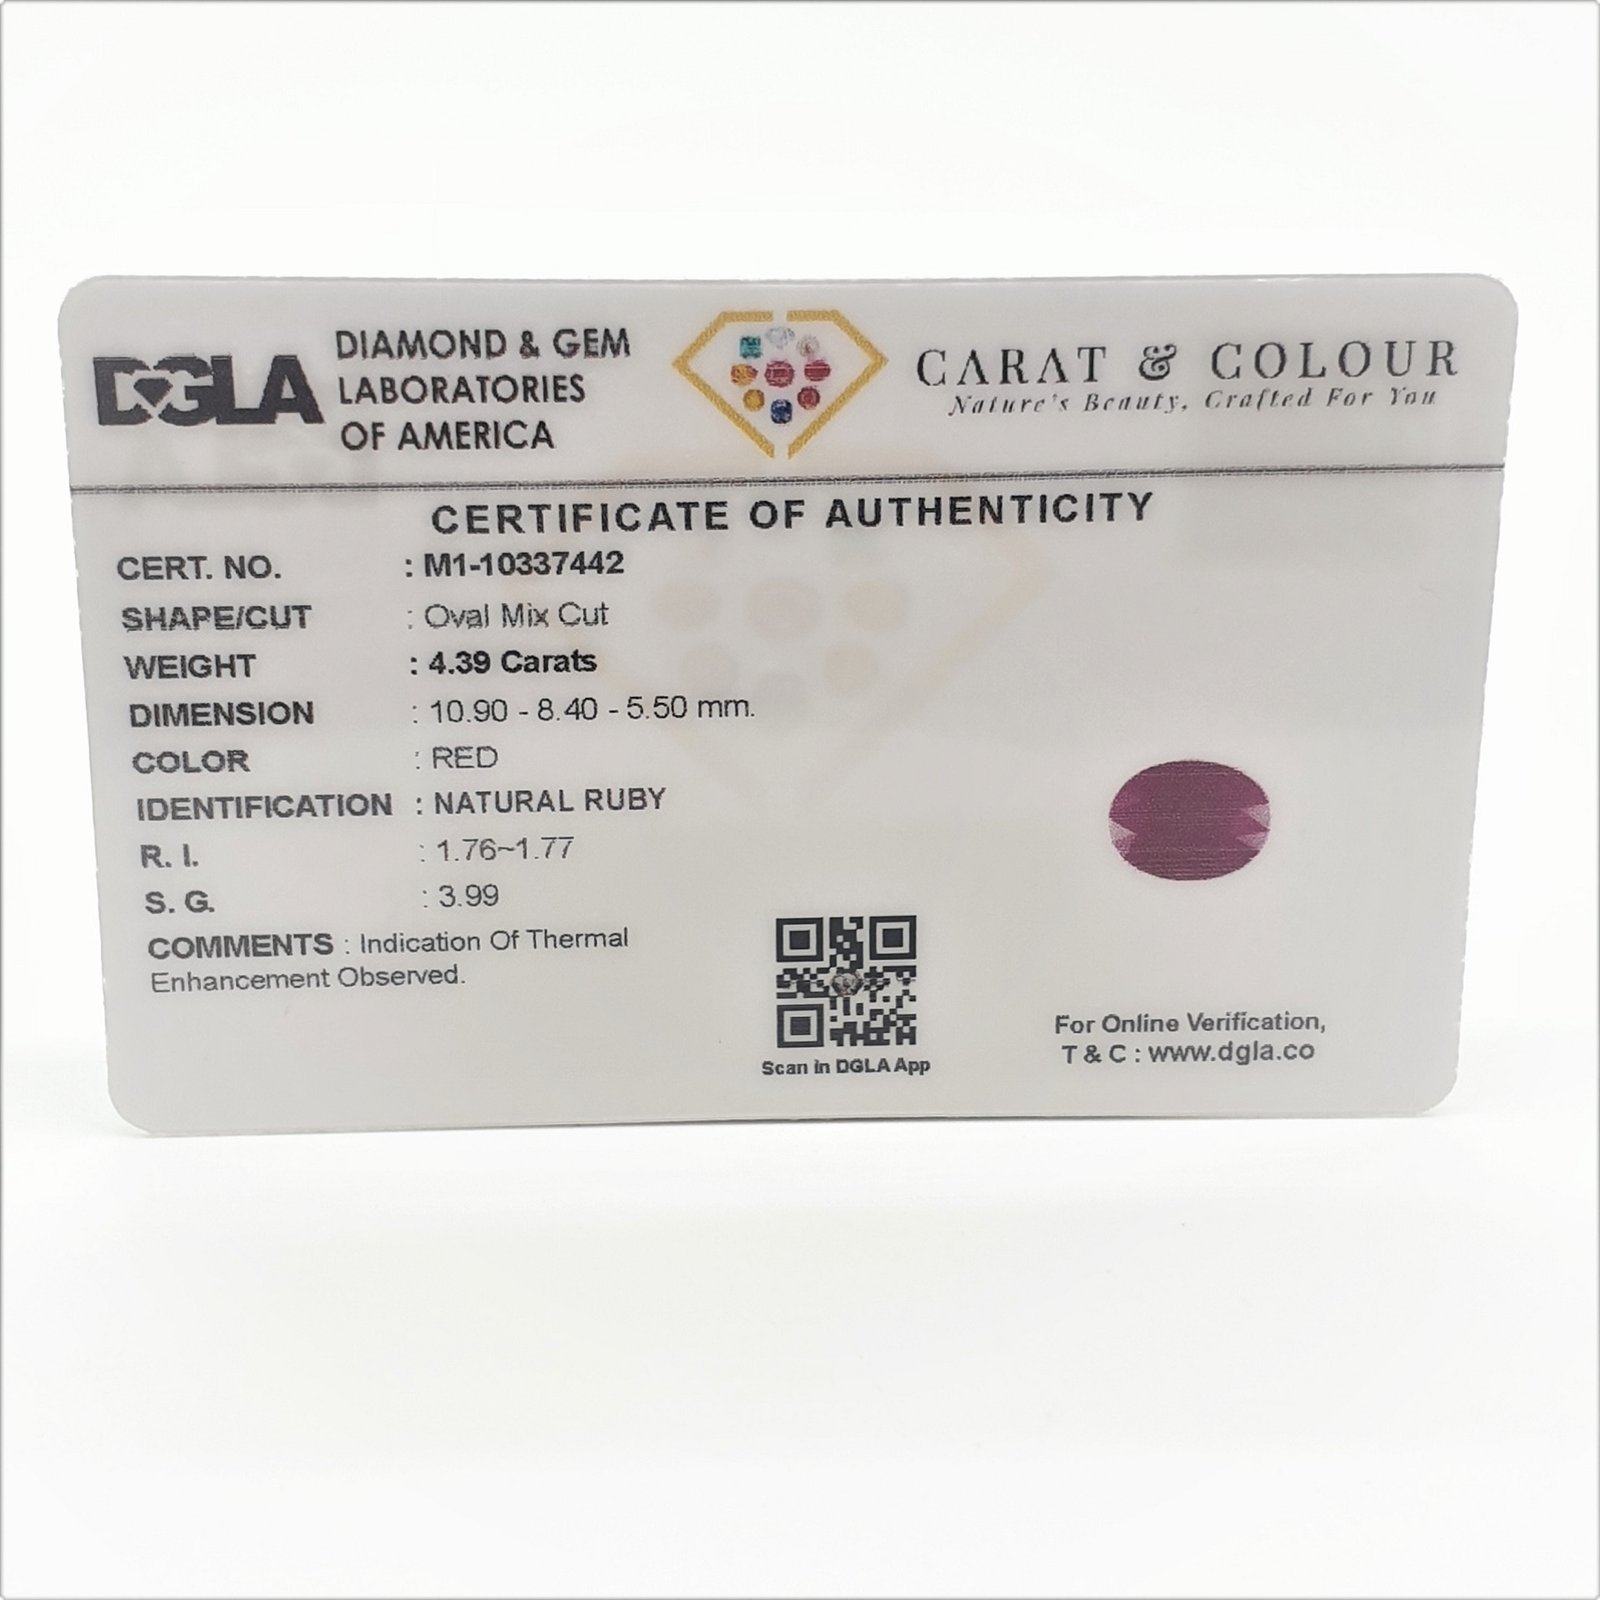 DGLA
DIAMOND & GEM
LABORATORIES
OF AMERICA
CARAT & COLOUR
Nature's Beauty, Crafted For You
CERTIFICATE OF AUTHENTICITY
CERT. NO. : M1-10337442
SHAPE/CUT : Oval Mix Cut
WEIGHT : 4.39 Carats
DIMENSION : 10.90 - 8.40 - 5.50 mm.
COLOR : RED
IDENTIFICATION : NATURAL RUBY
R. I. : 1.76~1.77
S. G. : 3.99
COMMENTS : Indication Of Thermal
Enhancement Observed.
Scan in DGLA App
For Online Verification,
T & C : www.dgla.co